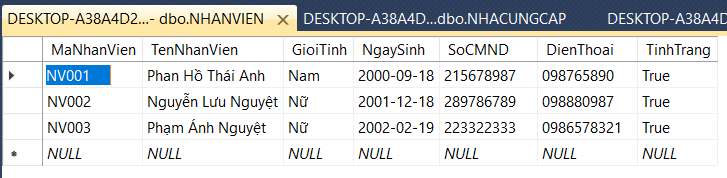 DESKTOP-A38A4D2...- dbo.NHANVIEN DESKTOP-A38A4D...dbo.NHACUNGCAP DESKTOP-A38A4D
MaNhanVien TenNhanVien GioiTinh NgaySinh SoCMND DienThoai TinhTrang
NV001 Phan Hồ Thái Anh Nam 2000-09-18 215678987 098765890 True
NV002 Nguyễn Lưu Nguyệt Nữ 2001-12-18 289786789 098880987 True
NV003 Phạm Ánh Nguyệt Nữ 2002-02-19 223322333 0986578321 True
NULL NULL NULL NULL NULL NULL NULL